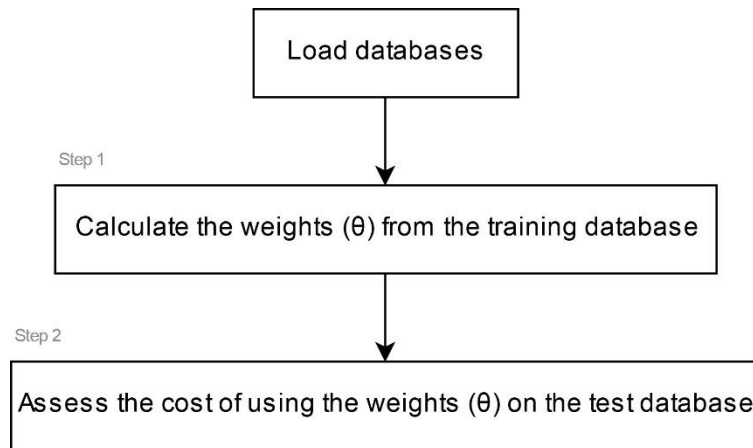 Load databases
Step 1
Calculate the weights (θ) from the training database
Step 2
Assess the cost of using the weights (θ) on the test database